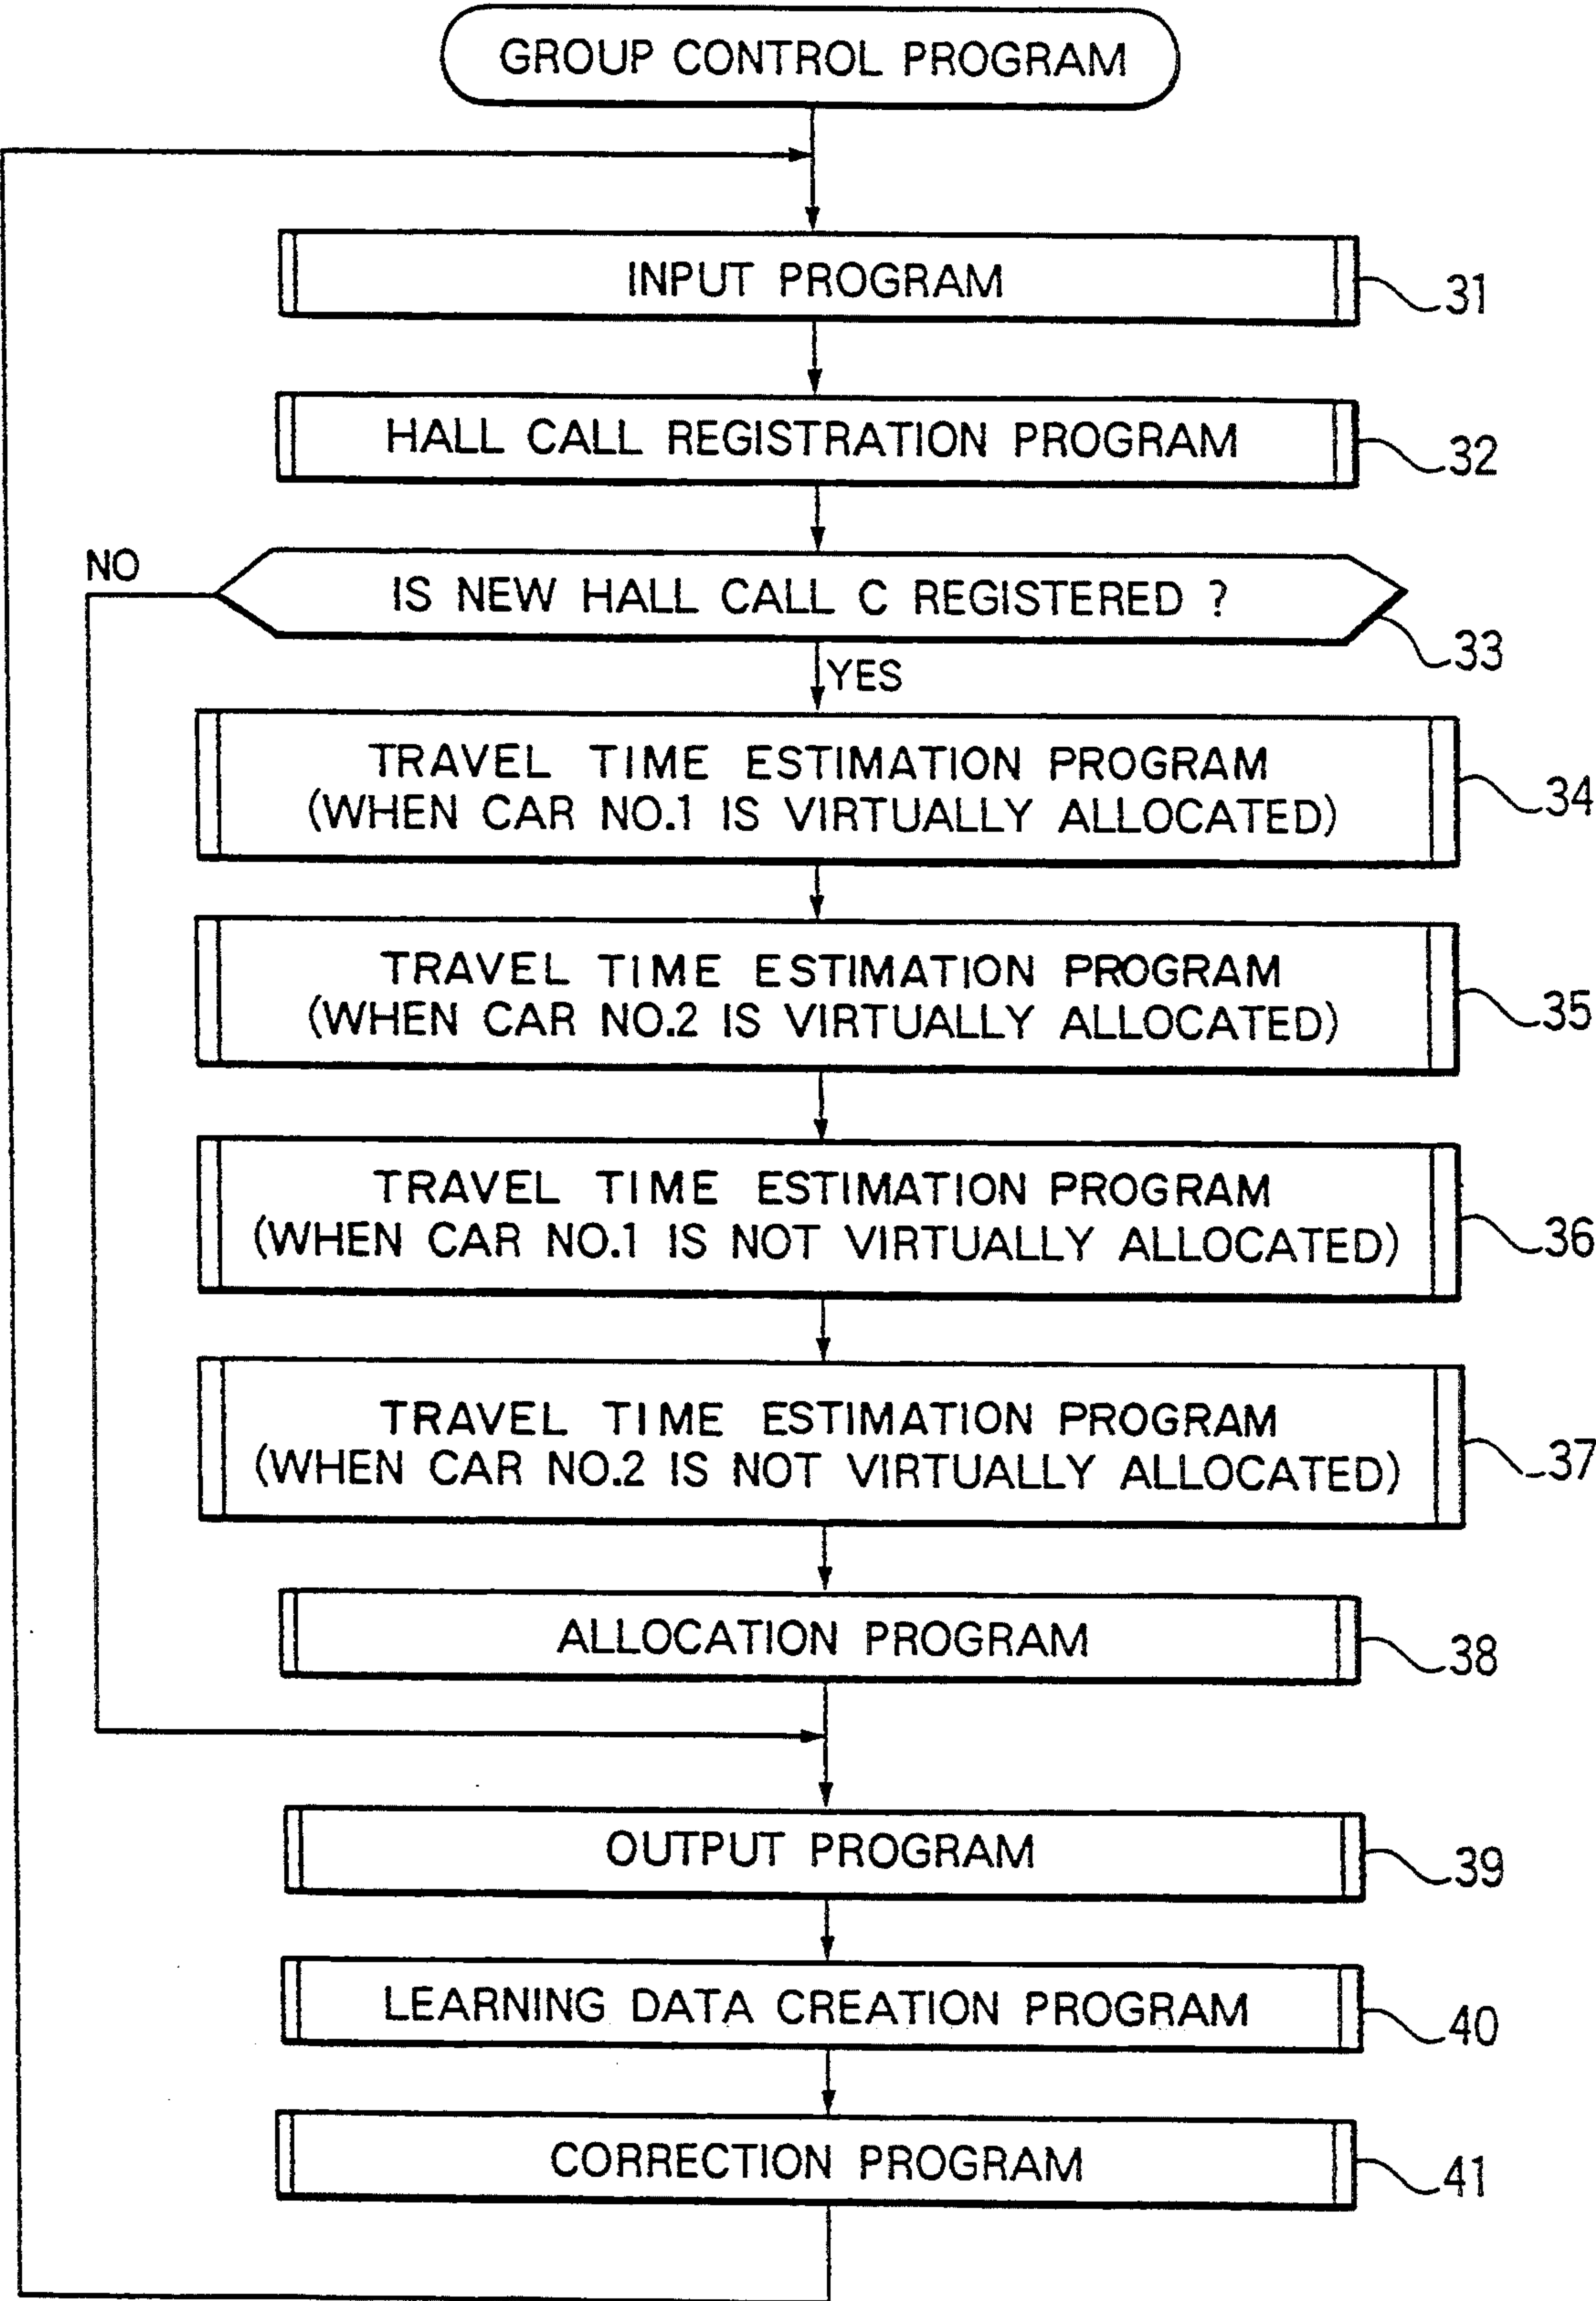 GROUP CONTROL PROGRAM
INPUT PROGRAM
31
HALL CALL REGISTRATION PROGRAM
32
NO
IS NEW HALL CALL C REGISTERED ?
33
YES
TRAVEL TIME ESTIMATION PROGRAM
(WHEN CAR NO.1 IS VIRTUALLY ALLOCATED)
34
TRAVEL TIME ESTIMATION PROGRAM
(WHEN CAR NO.2 IS VIRTUALLY ALLOCATED)
35
TRAVEL TIME ESTIMATION PROGRAM
(WHEN CAR NO.1 IS NOT VIRTUALLY ALLOCATED)
36
TRAVEL TIME ESTIMATION PROGRAM
(WHEN CAR NO.2 IS NOT VIRTUALLY ALLOCATED)
37
ALLOCATION PROGRAM
38
OUTPUT PROGRAM
39
LEARNING DATA CREATION PROGRAM
40
CORRECTION PROGRAM
41